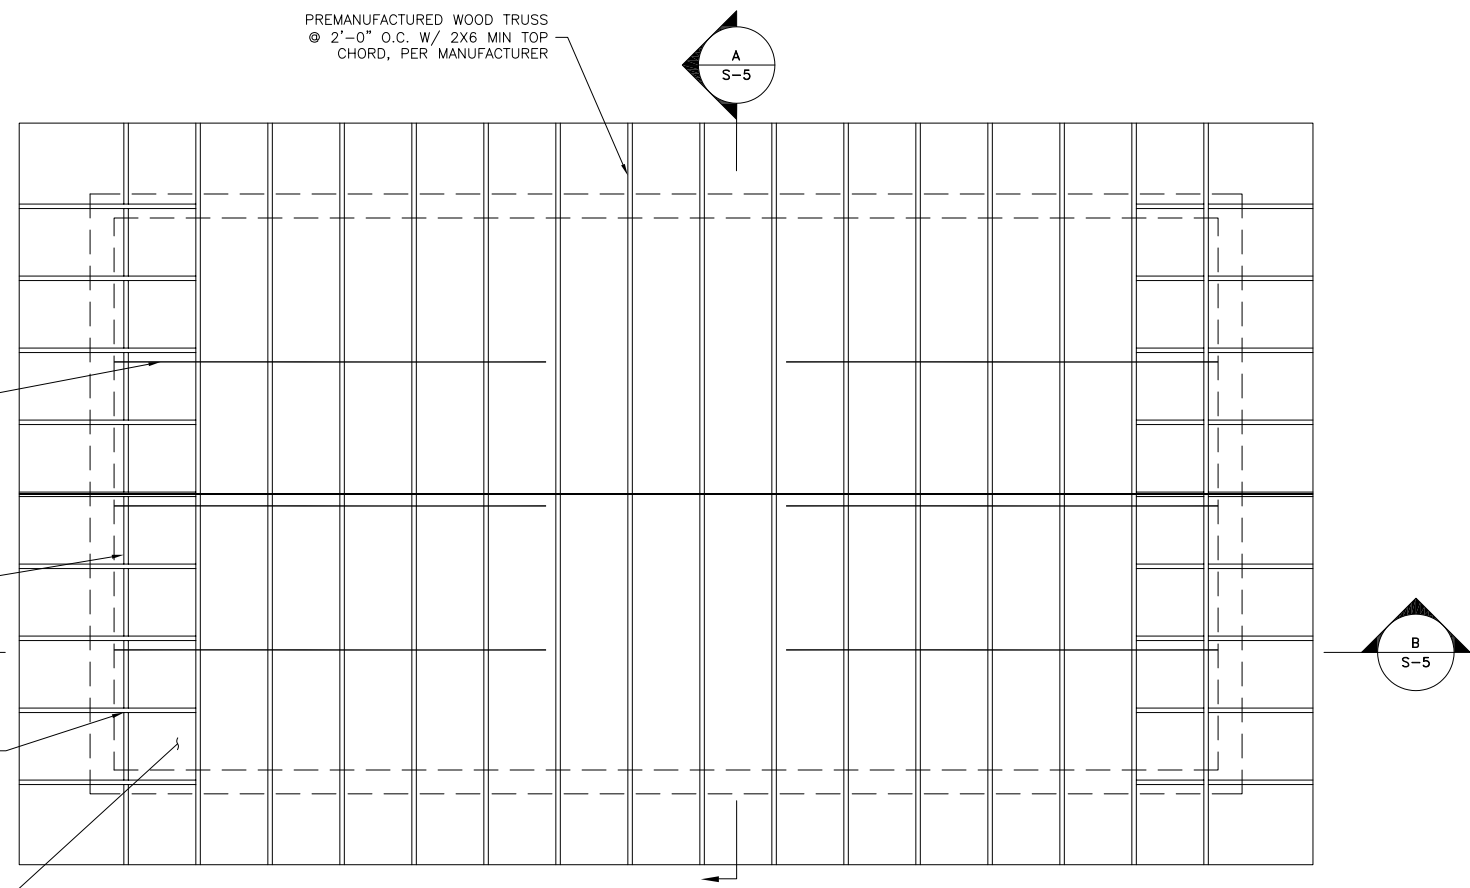 PREMANUFACTURED WOOD TRUSS
@ 2'-0" O.C. W/ 2X6 MIN TOP
CHORD, PER MANUFACTURER
A
S-5
B
S-5